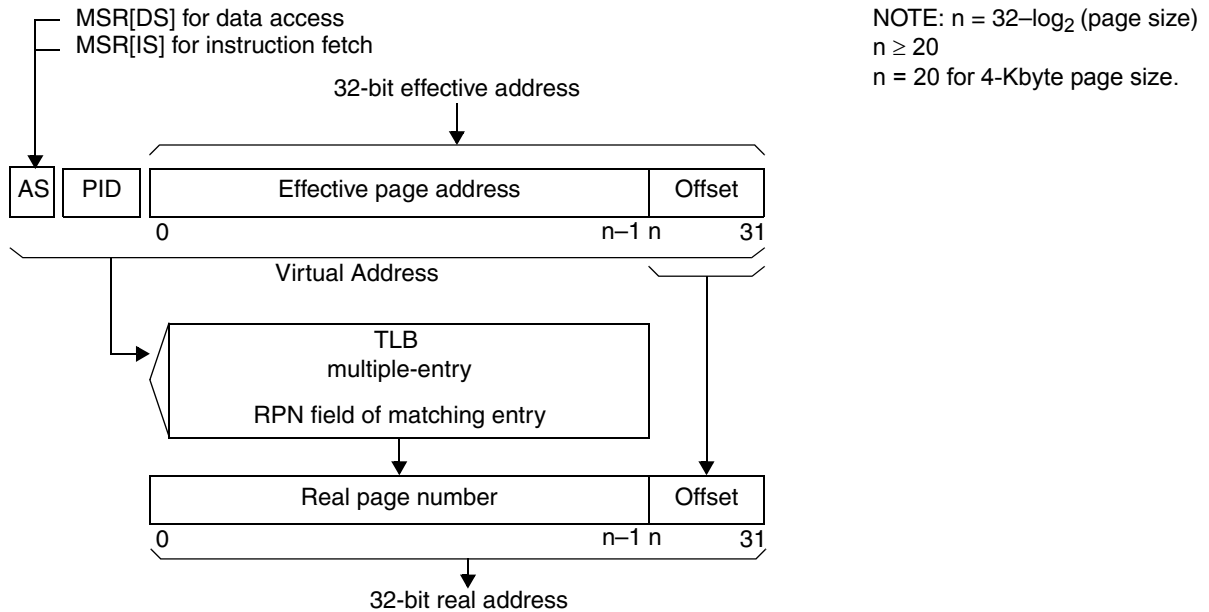 MSR[DS] for data access
MSR[IS] for instruction fetch
NOTE: n = 32–log2 (page size)
n ≥ 20
n = 20 for 4-Kbyte page size.
32-bit effective address
AS PID Effective page address Offset
0 n–1 n 31
Virtual Address
TLB
multiple-entry
RPN field of matching entry
Real page number Offset
0 n–1 n 31
32-bit real address